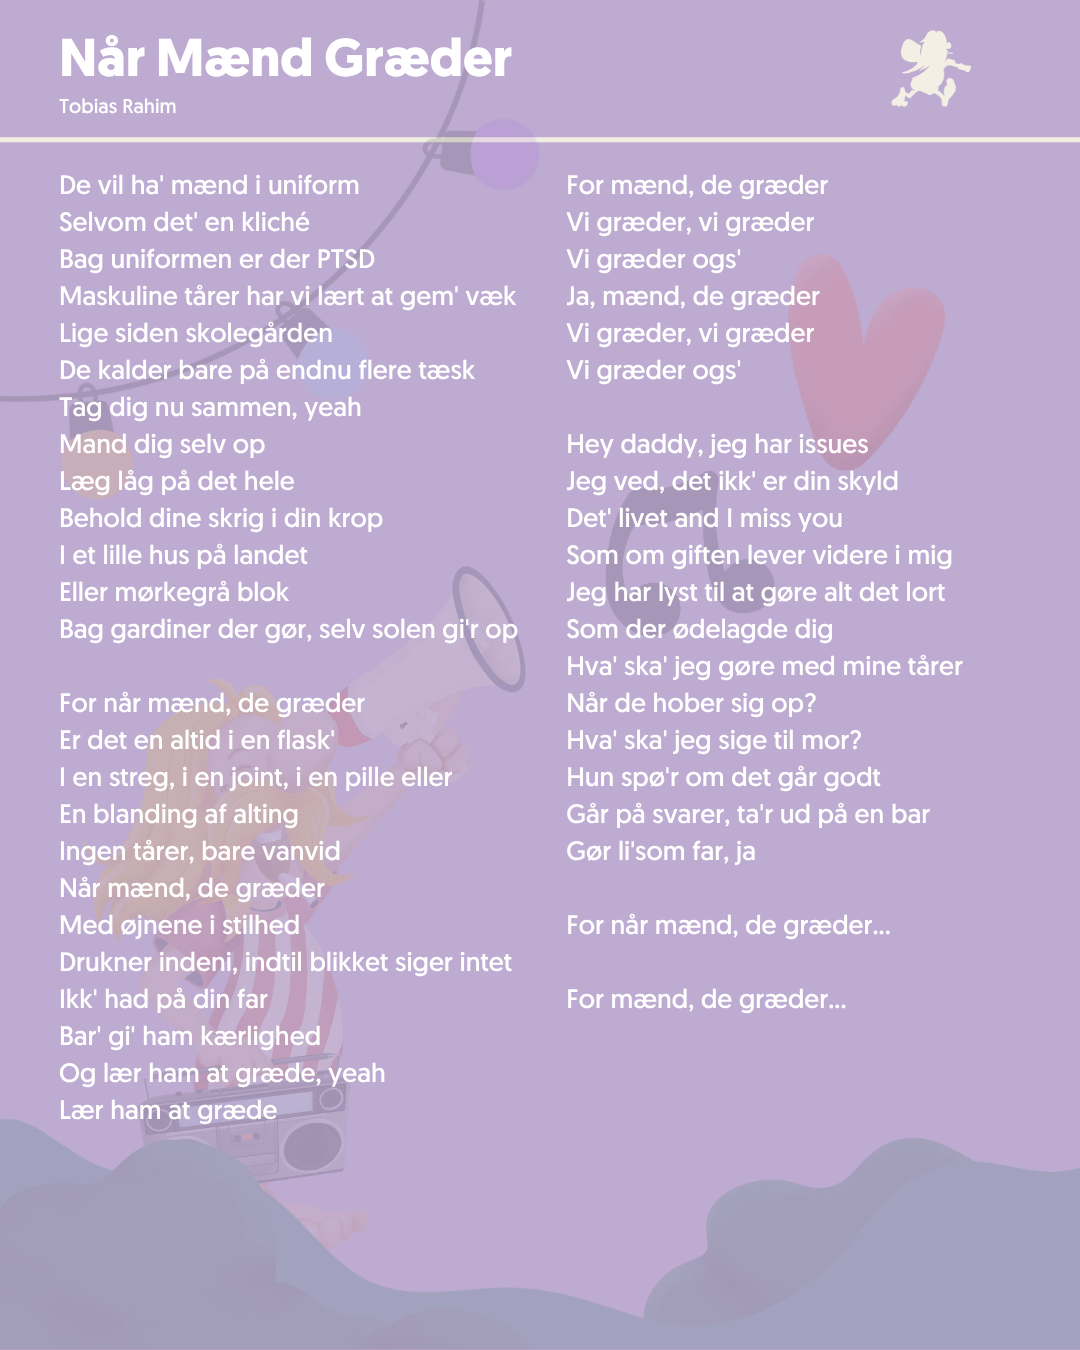 Når Mænd Græder
Tobias Rahim
De vil ha' mænd i uniform
Selvom det' en kliché
Bag uniformen er der PTSD
Maskuline tårer har vi lært at gem' væk
Lige siden skolegården
De kalder bare på endnu flere tæsk
Tag dig nu sammen, yeah
Mand dig selv op
Læg låg på det hele
Behold dine skrig i din krop
I et lille hus på landet
Eller mørkegrå blok
Bag gardiner der gør, selv solen gi'r op

For når mænd, de græder
Er det en altid i en flask'
I en streg, i en joint, i en pille eller
En blanding af alting
Ingen tårer, bare vanvid
Når mænd, de græder
Med øjnene i stilhed
Drukner indeni, indtil blikket siger intet
Ikk' had på din far
Bar' gi' ham kærlighed
Og lær ham at græde, yeah
Lær ham at græde

For mænd, de græder
Vi græder, vi græder
Vi græder ogs'
Ja, mænd, de græder
Vi græder, vi græder
Vi græder ogs'

Hey daddy, jeg har issues
Jeg ved, det ikk' er din skyld
Det' livet and I miss you
Som om giften lever videre i mig
Jeg har lyst til at gøre alt det lort
Som der ødelagde dig
Hva' ska' jeg gøre med mine tårer
Når de hober sig op?
Hva' ska' jeg sige til mor?
Hun spø'r om det går godt
Går på svarer, ta'r ud på en bar
Gør li'som far, ja

For når mænd, de græder...

For mænd, de græder...